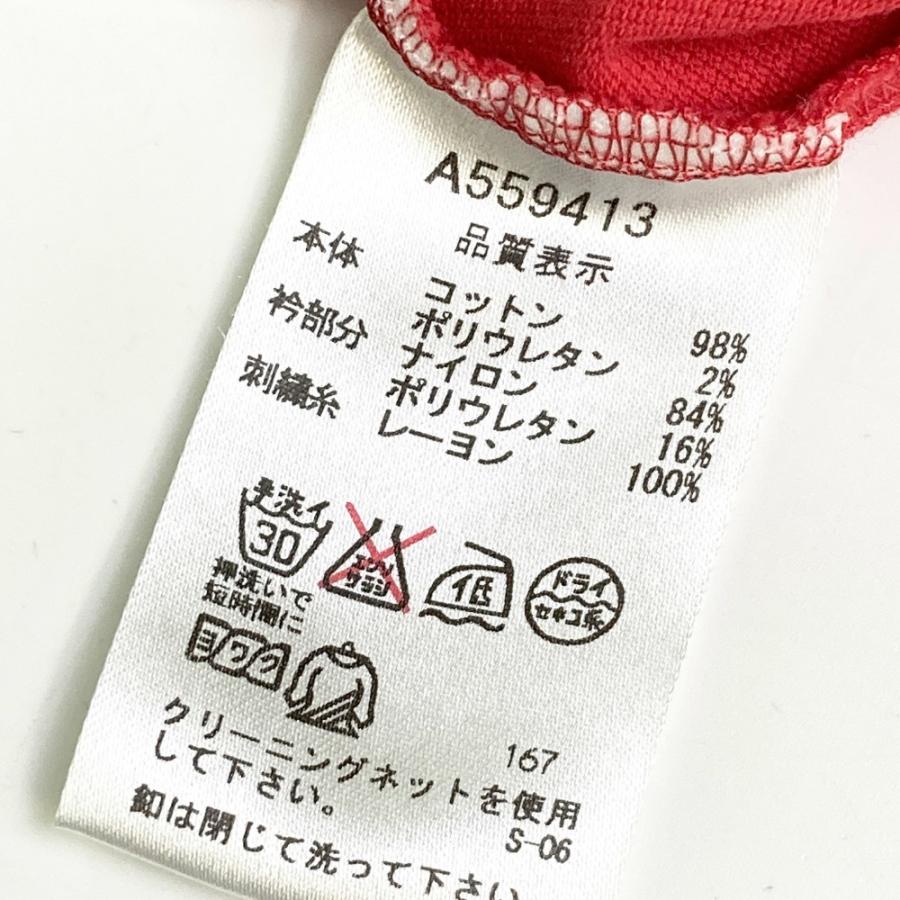 A559413
品質表示
本体 コットン 98%
ポリウレタン 2%
衿部分 ナイロン 84%
ポリウレタン 16%
刺繍糸 レーヨン 100%
手洗イ
30
エンソ
サラシ
低
ドライ
セキユ系
押洗いで
短時間に
ヨワク
167
クリーニングネットを使用
して下さい。
S-06
釦は閉じて洗って下さい